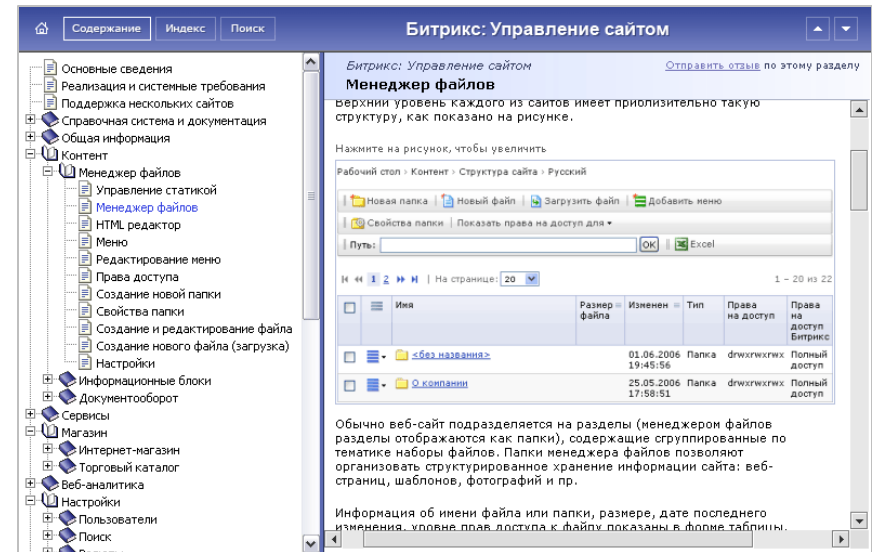 Содержание Индекс Поиск
Битрикс: Управление сайтом
Основные сведения
Реализация и системные требования
Поддержка нескольких сайтов
Справочная система и документация
Общая информация
Контент
Менеджер файлов
Управление статикой
Менеджер файлов
HTML редактор
Меню
Редактирование меню
Права доступа
Создание новой папки
Свойства папки
Создание и редактирование файла
Создание нового файла (загрузка)
Настройки
Информационные блоки
Документооборот
Сервисы
Магазин
Интернет-магазин
Торговый каталог
Веб-аналитика
Настройки
Пользователи
Поиск
Битрикс: Управление сайтом
Отправить отзыв по этому разделу
Менеджер файлов
Верхний уровень каждого из сайтов имеет приблизительно такую
структуру, как показано на рисунке.
Нажмите на рисунок, чтобы увеличить
Рабочий стол › Контент › Структура сайта › Русский
Новая папка | Новый файл | Загрузить файл | Добавить меню
Свойства папки | Показать права на доступ для
Путь: OK Excel
1 2 | На странице: 20 1 – 20 из 22
Имя Размер файла Изменен Тип Права на доступ Права на доступ Битрикс
<без названия> 01.06.2006 19:45:56 Папка drwxrwxrwx Полный доступ
О компании 25.05.2006 17:58:51 Папка drwxrwxrwx Полный доступ
Обычно веб-сайт подразделяется на разделы (менеджером файлов
разделы отображаются как папки), содержащие сгруппированные по
тематике наборы файлов. Папки менеджера файлов позволяют
организовать структурированное хранение информации сайта: веб-
страниц, шаблонов, фотографий и пр.
Информация об имени файла или папки, размере, дате последнего
изменения, уровне прав доступа к файлу показаны в форме таблицы.